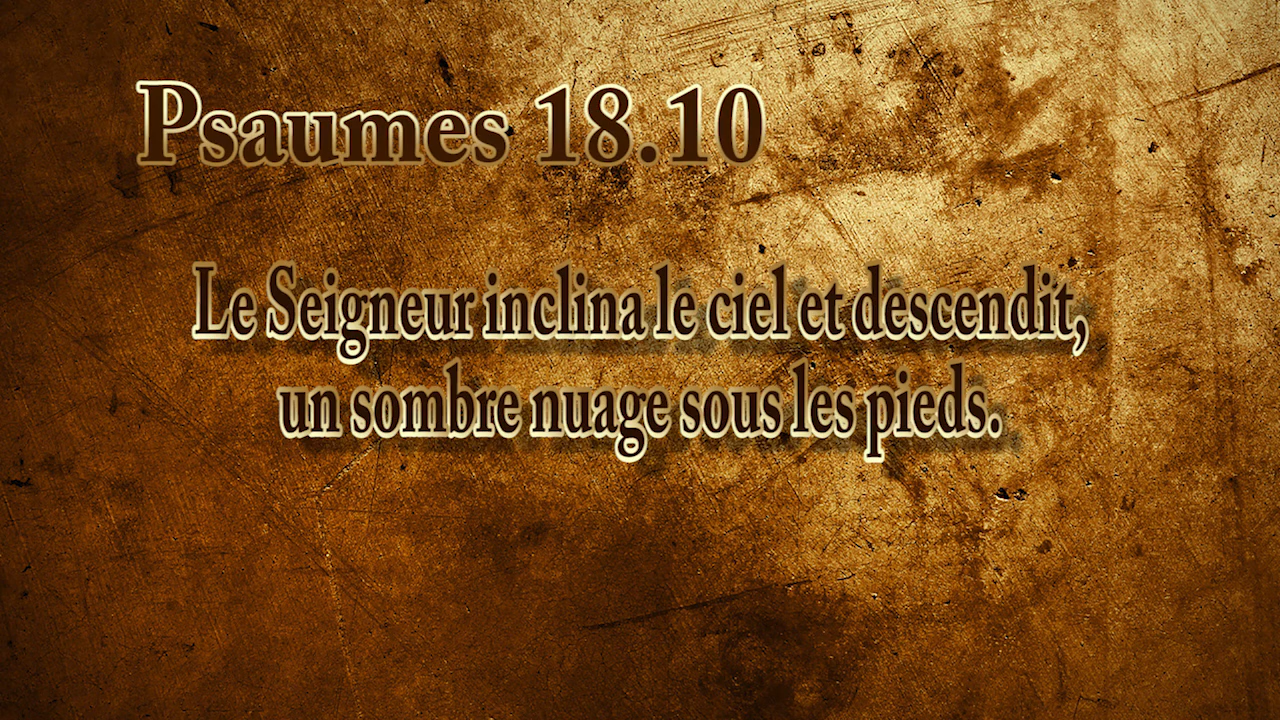 Psaumes 18.10
Le Seigneur inclina le ciel et descendit,
un sombre nuage sous les pieds.